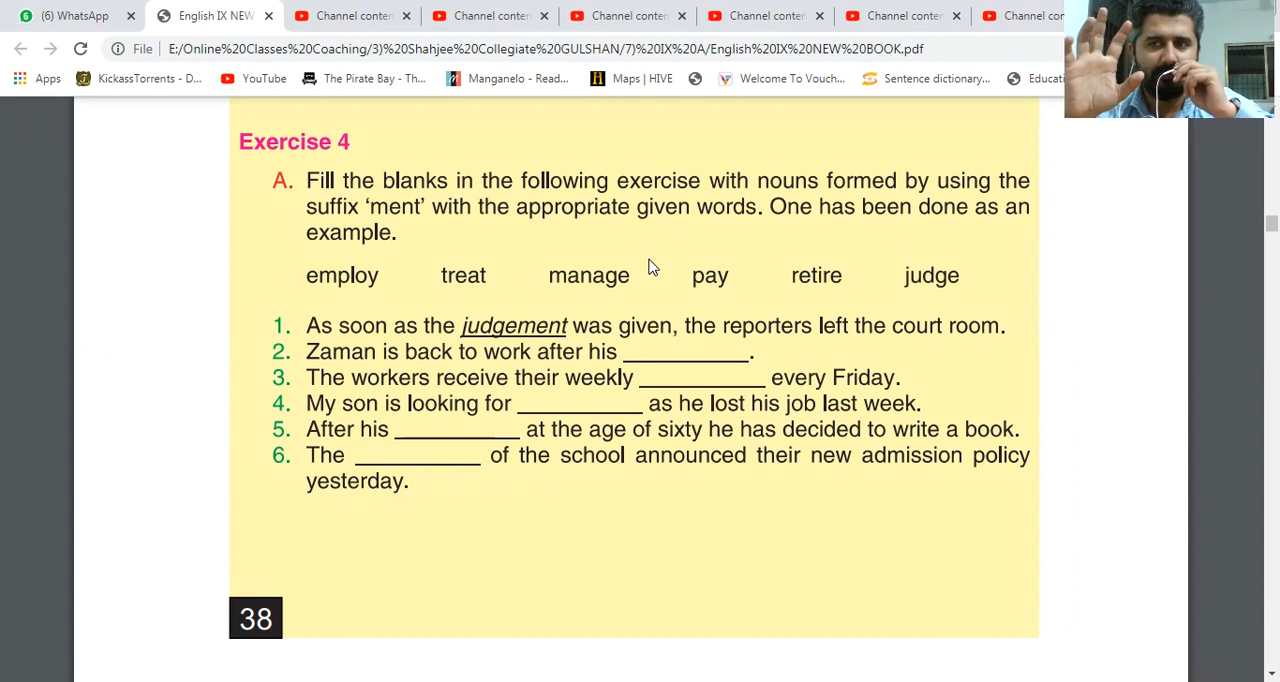 (6) WhatsApp
English IX NEW
Channel conten
Channel conten
Channel conten
Channel conten
Channel conten
Channel con
File
E:/Online%20Classes%20Coaching/3)%20Shahjee%20Collegiate%20GULSHAN/7)%20IX%20A/English%20IX%20NEW%20BOOK.pdf
Apps
KickassTorrents - D...
YouTube
The Pirate Bay - Th...
Manganelo - Read...
Maps | HIVE
Welcome To Vouch...
Sentence dictionary...
Educati
Exercise 4
A. Fill the blanks in the following exercise with nouns formed by using the
suffix ‘ment’ with the appropriate given words. One has been done as an
example.
employ treat manage pay retire judge
1. As soon as the judgement was given, the reporters left the court room.
2. Zaman is back to work after his ___________.
3. The workers receive their weekly ___________ every Friday.
4. My son is looking for ___________ as he lost his job last week.
5. After his ___________ at the age of sixty he has decided to write a book.
6. The ___________ of the school announced their new admission policy
yesterday.
38